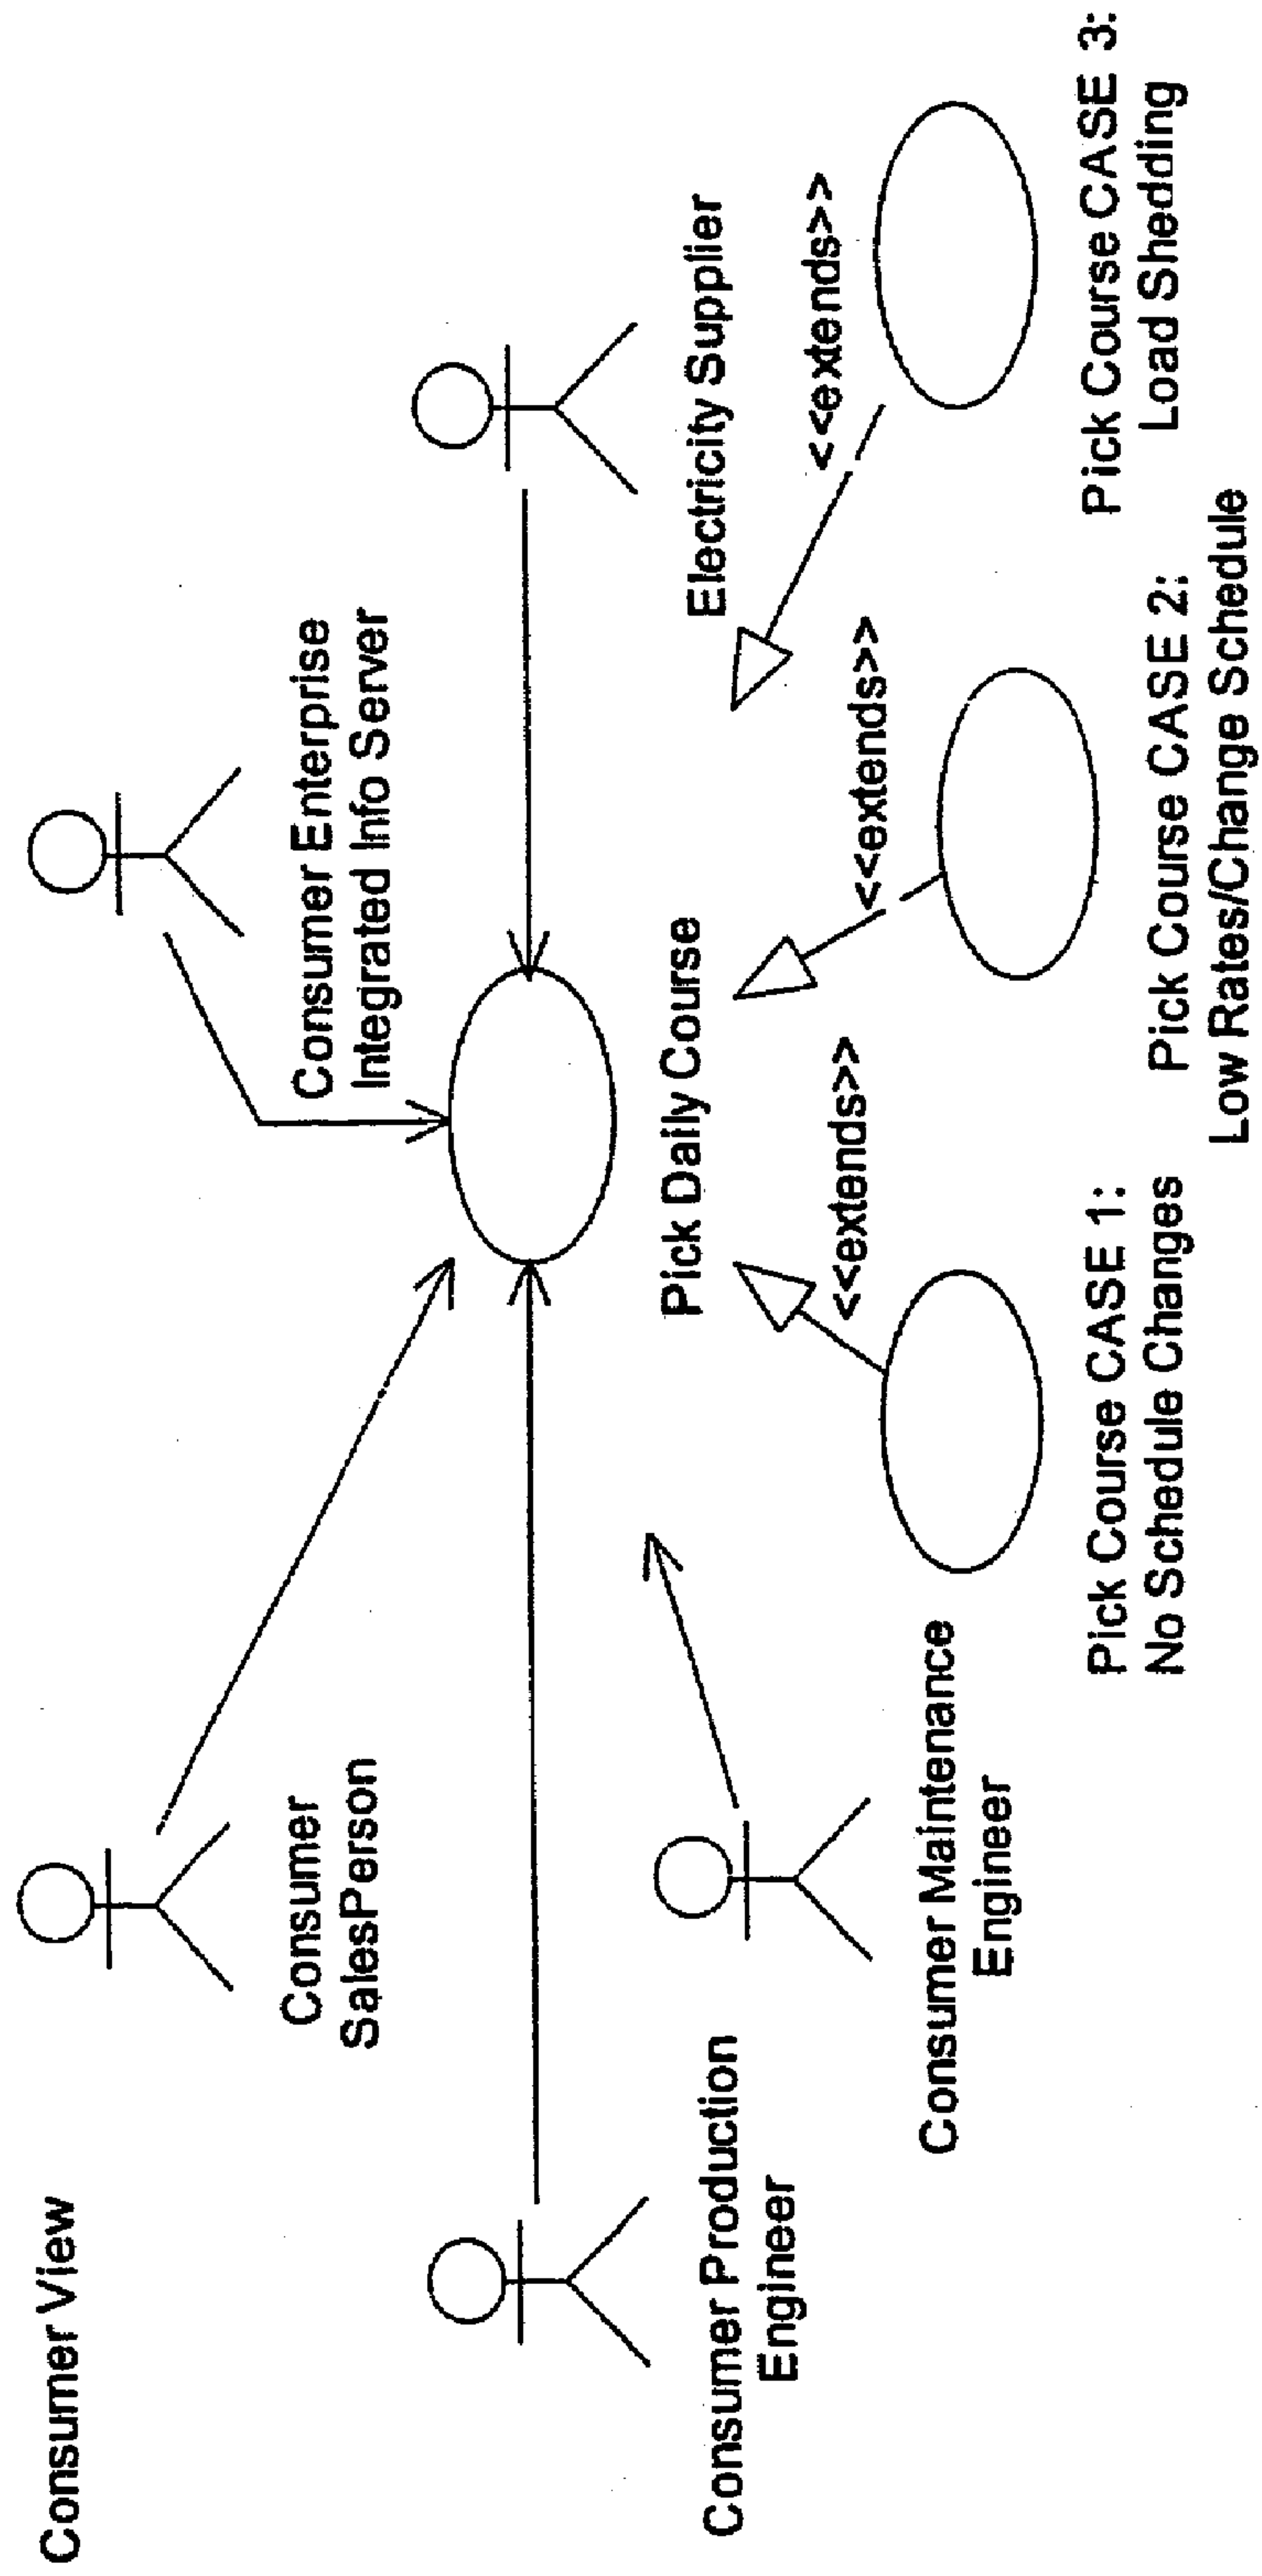 Consumer View
Consumer
SalesPerson
Consumer Enterprise
Integrated Info Server
Consumer Production
Engineer
Pick Daily Course
Electricity Supplier
Consumer Maintenance
Engineer
<<extends>>
<<extends>>
<<extends>>
Pick Course CASE 1:
No Schedule Changes
Pick Course CASE 2:
Low Rates/Change Schedule
Pick Course CASE 3:
Load Shedding